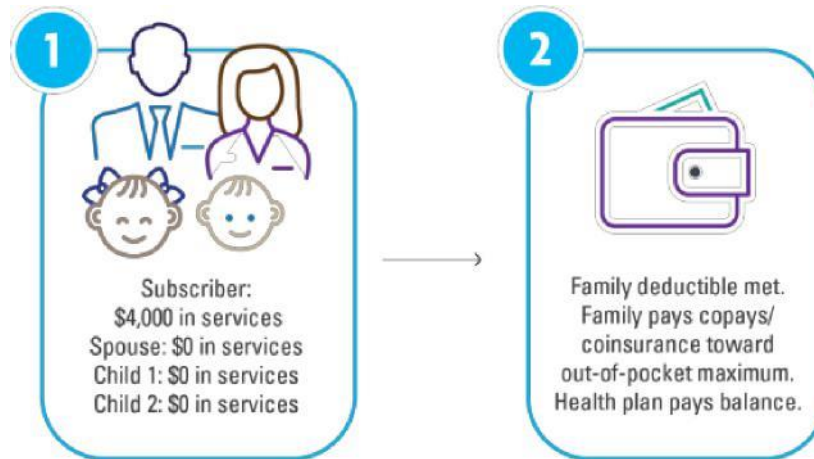 1
Subscriber:
$4,000 in services
Spouse: $0 in services
Child 1: $0 in services
Child 2: $0 in services
2
Family deductible met.
Family pays copays/
coinsurance toward
out-of-pocket maximum.
Health plan pays balance.